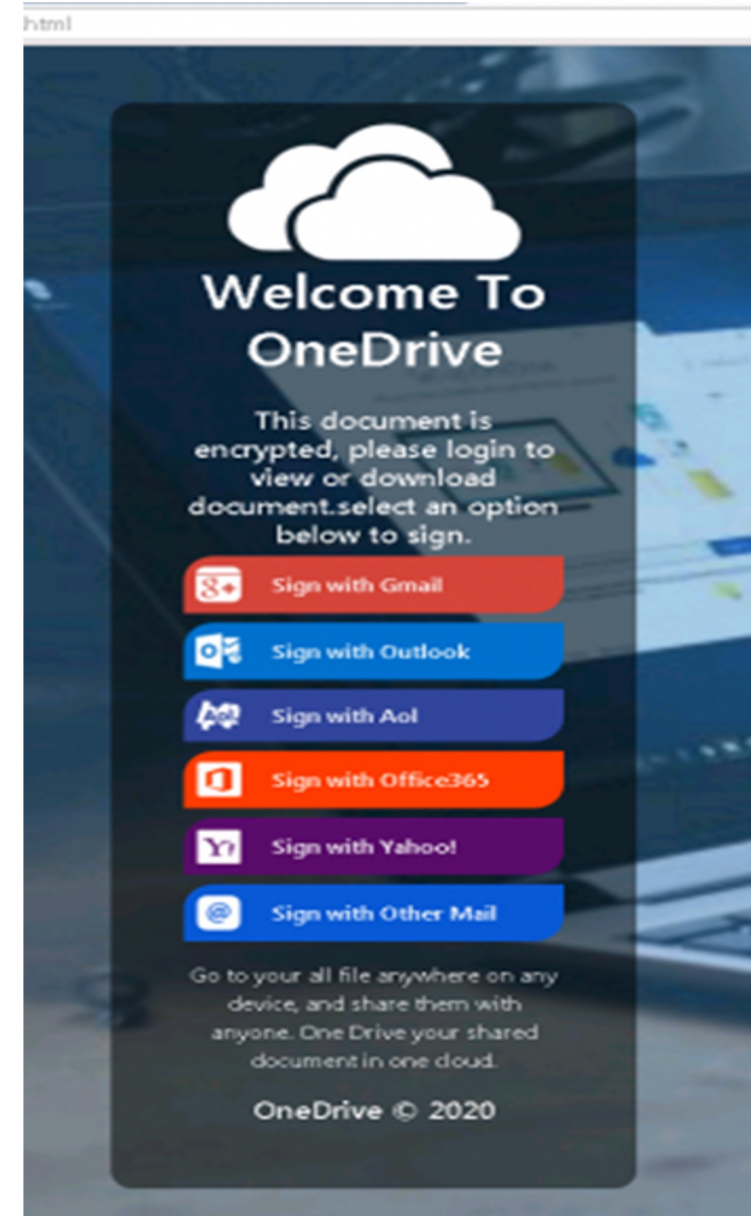 html
Welcome To
OneDrive
This document is
encrypted, please login to
view or download
document.select an option
below to sign.
Sign with Gmail
Sign with Outlook
Aol
Sign with Aol
Sign with Office365
Sign with Yahoo!
Sign with Other Mail
Go to your all file anywhere on any
device, and share them with
anyone. One Drive your shared
document in one cloud.
OneDrive © 2020